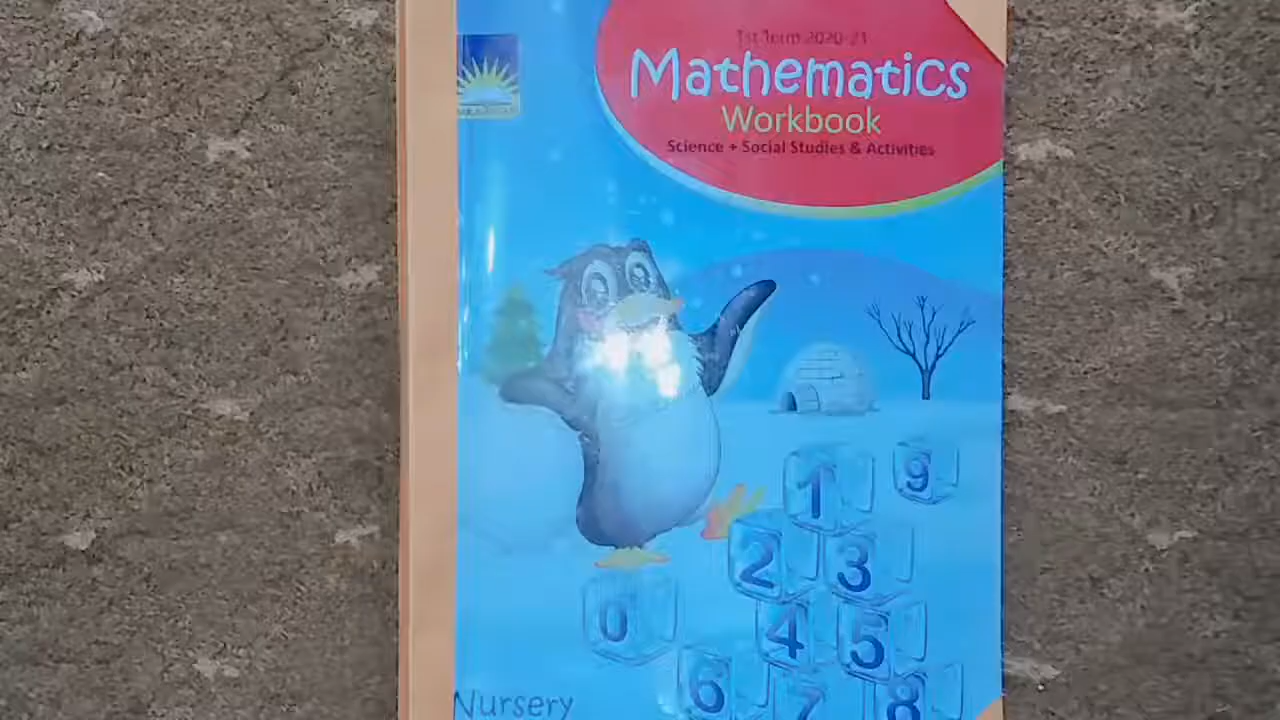 1st Term 2020-21
Mathematics
Workbook
Science + Social Studies & Activities
1 9
2 3
0 4 5
6 7 8
Nursery